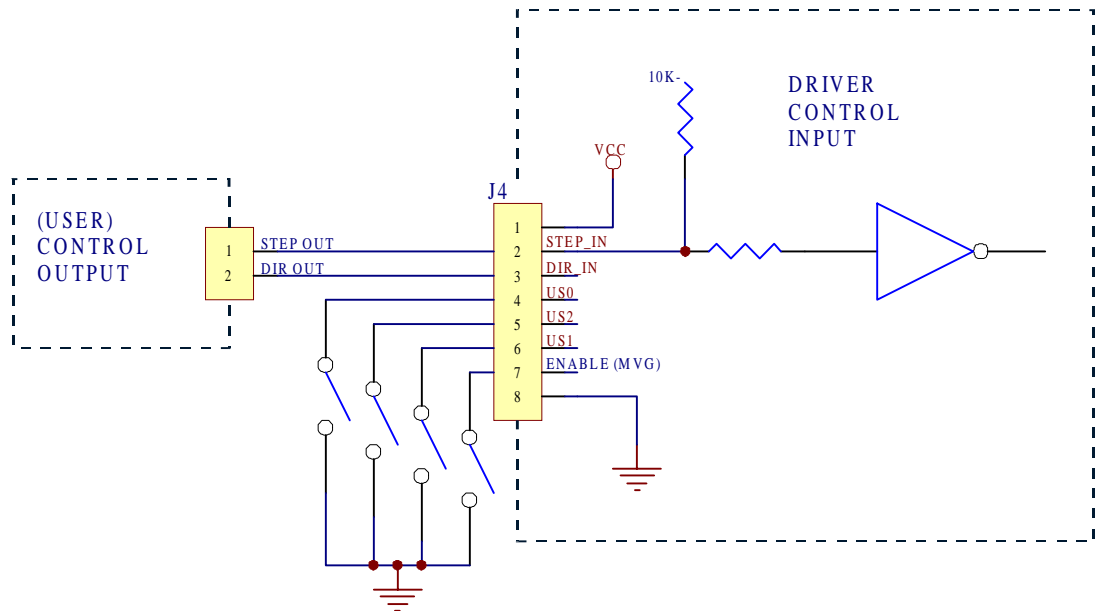 10K-
DRIVER
CONTROL
INPUT
VCC
J4
(USER)
CONTROL
OUTPUT
1
2
STEP OUT
DIR OUT
1
2
3
4
5
6
7
8
STEP_IN
DIR_IN
US0
US2
US1
ENABLE (MVG)